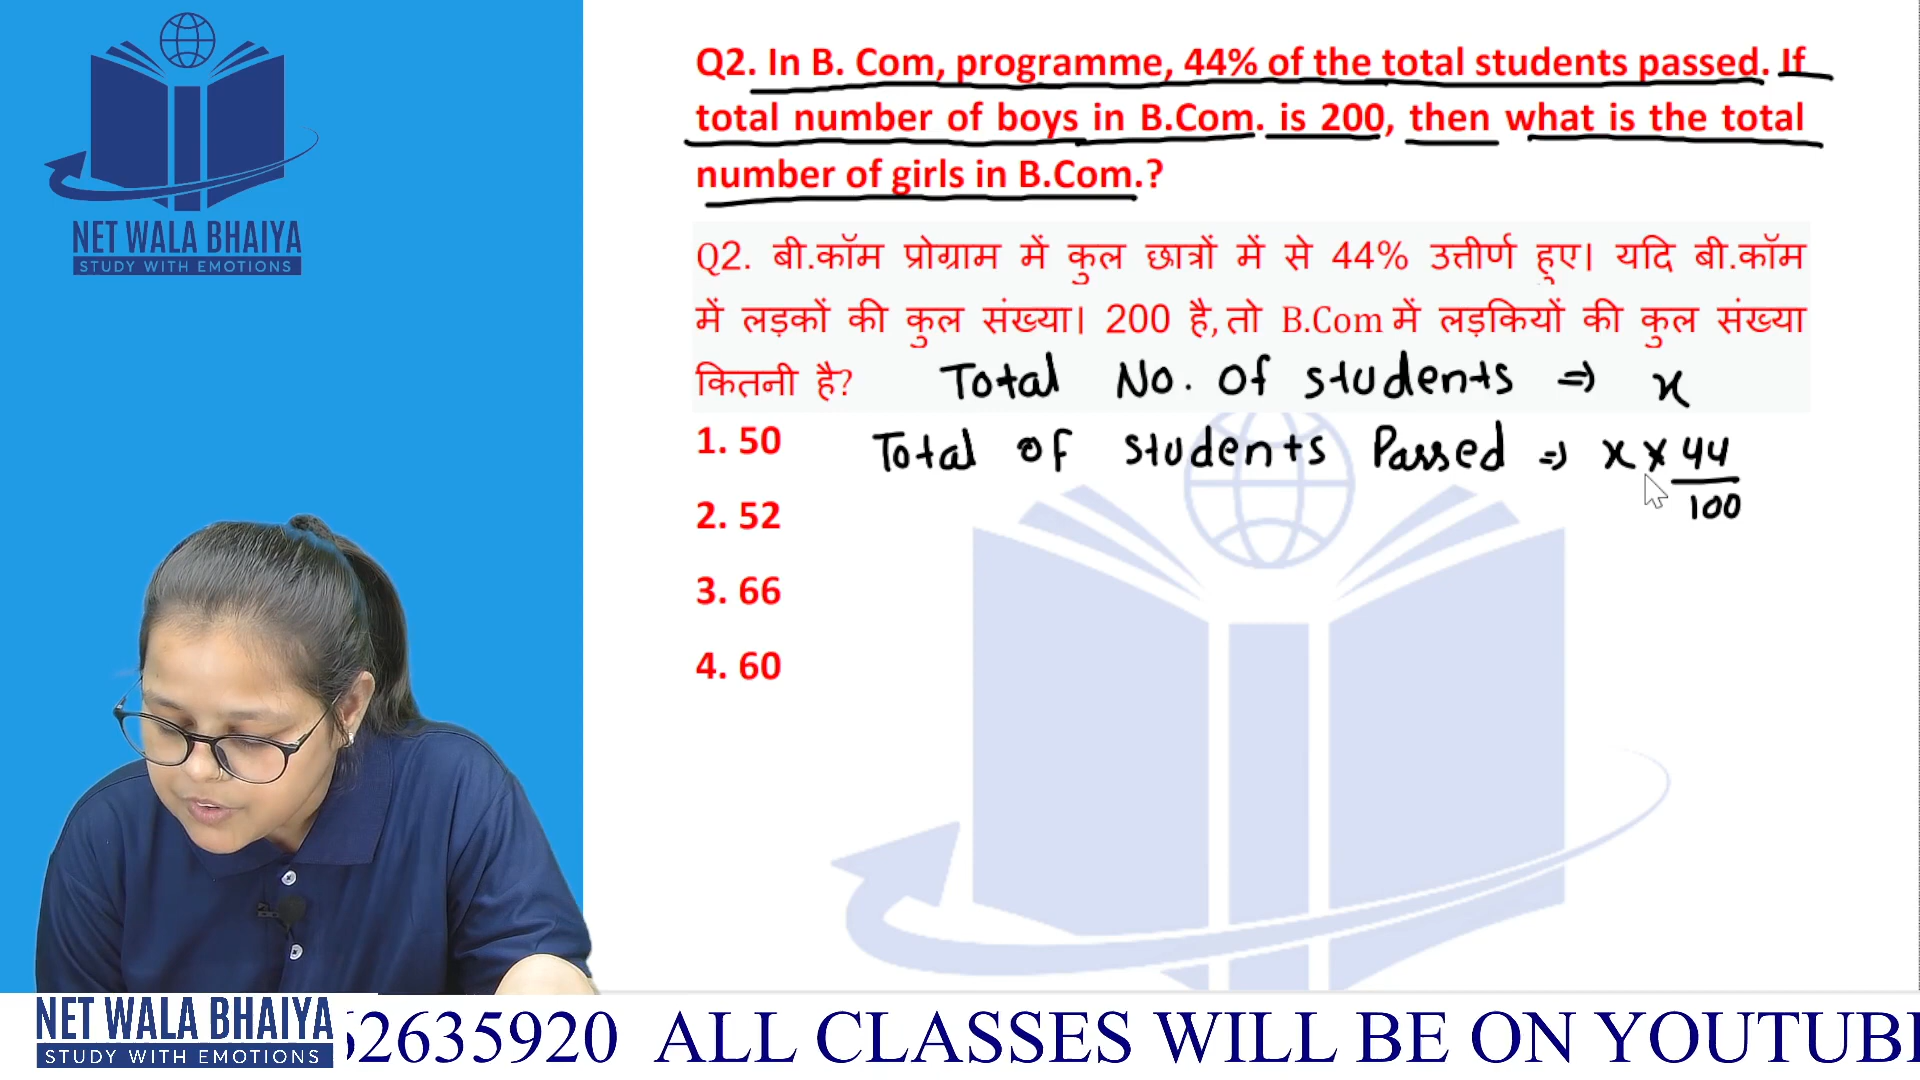 NET WALA BHAIYA
STUDY WITH EMOTIONS
Q2. In B. Com, programme, 44% of the total students passed. If
total number of boys in B.Com. is 200, then what is the total
number of girls in B.Com.?
Q2. बी.कॉम प्रोग्राम में कुल छात्रों में से 44% उत्तीर्ण हुए। यदि बी.कॉम
में लड़कों की कुल संख्या। 200 है, तो B.Com में लड़कियों की कुल संख्या
कितनी है?
Total No. of students ⇒ x
Total of students Passed ⇒ x × 44/100
1. 50
2. 52
3. 66
4. 60
NET WALA BHAIYA
STUDY WITH EMOTIONS
2635920 ALL CLASSES WILL BE ON YOUTUB